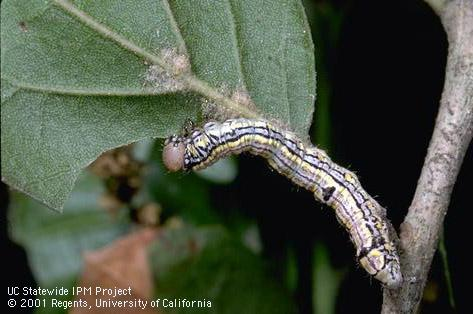 UC Statewide IPM Project
© 2001 Regents, University of California